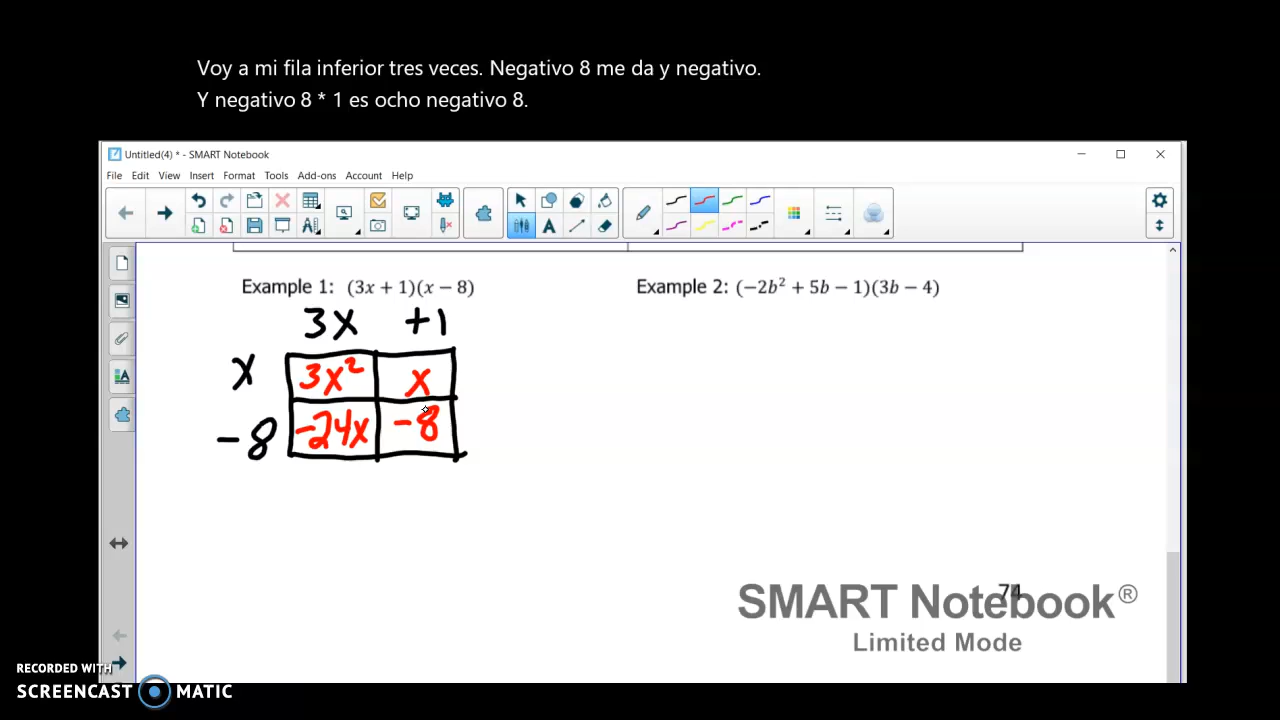 Voy a mi fila inferior tres veces. Negativo 8 me da y negativo.
Y negativo 8 * 1 es ocho negativo 8.
Untitled(4) * - SMART Notebook
File Edit View Insert Format Tools Add-ons Account Help
Example 1: (3x + 1)(x − 8)
Example 2: (−2b² + 5b − 1)(3b − 4)
3x +1
x 3x² x
-8 -24x -8
74
SMART Notebook®
Limited Mode
RECORDED WITH
SCREENCAST MATIC